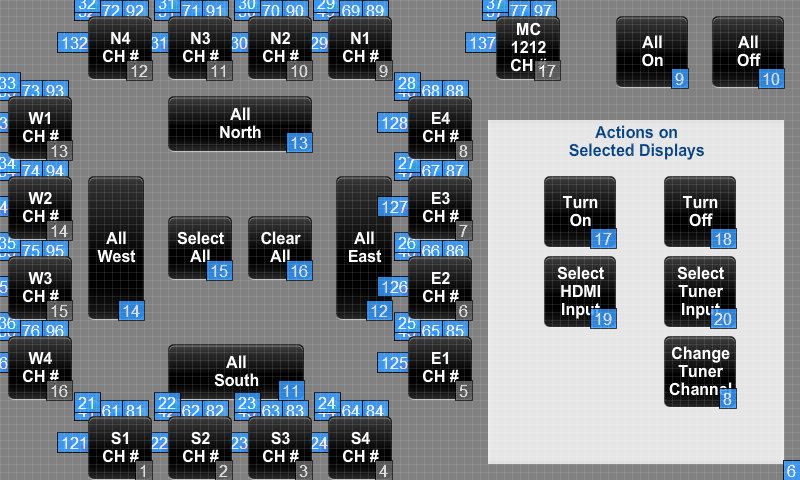 32 72 92
31 71 91
30 70 90
29 69 89
37 77 97
132
N4
CH #
12
31
N3
CH #
11
30
N2
CH #
10
29
N1
CH #
9
137
MC
1212
CH #
17
All
On
9
All
Off
10
33 73 93
W1
CH #
13
All
North
13
28 68 88
128
E4
CH #
8
Actions on
Selected Displays
34 74 94
W2
CH #
14
All
West
14
Select
All
15
Clear
All
16
All
East
12
27 67 87
127
E3
CH #
7
Turn
On
17
Turn
Off
18
35 75 95
W3
CH #
15
26 66 86
126
E2
CH #
6
Select
HDMI
Input
19
Select
Tuner
Input
20
36 76 96
W4
CH #
16
All
South
11
25 65 85
125
E1
CH #
5
Change
Tuner
Channel
8
21 61 81
22 62 82
23 63 83
24 64 84
121
S1
CH #
1
22
S2
CH #
2
23
S3
CH #
3
24
S4
CH #
4
6